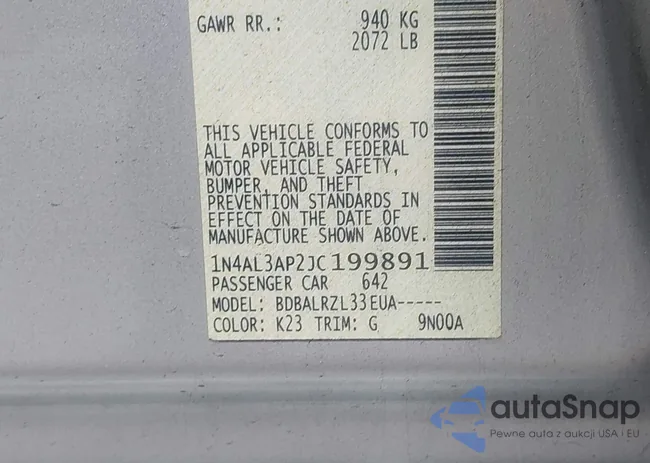 GAWR RR.: 940 KG
2072 LB
THIS VEHICLE CONFORMS TO
ALL APPLICABLE FEDERAL
MOTOR VEHICLE SAFETY,
BUMPER, AND THEFT
PREVENTION STANDARDS IN
EFFECT ON THE DATE OF
MANUFACTURE SHOWN ABOVE.
1N4AL3AP2JC199891
PASSENGER CAR 642
MODEL: BDBALRZL33EUA-----
COLOR: K23 TRIM: G 9N00A
autaSnap
Pewne auta z aukcji USA i EU